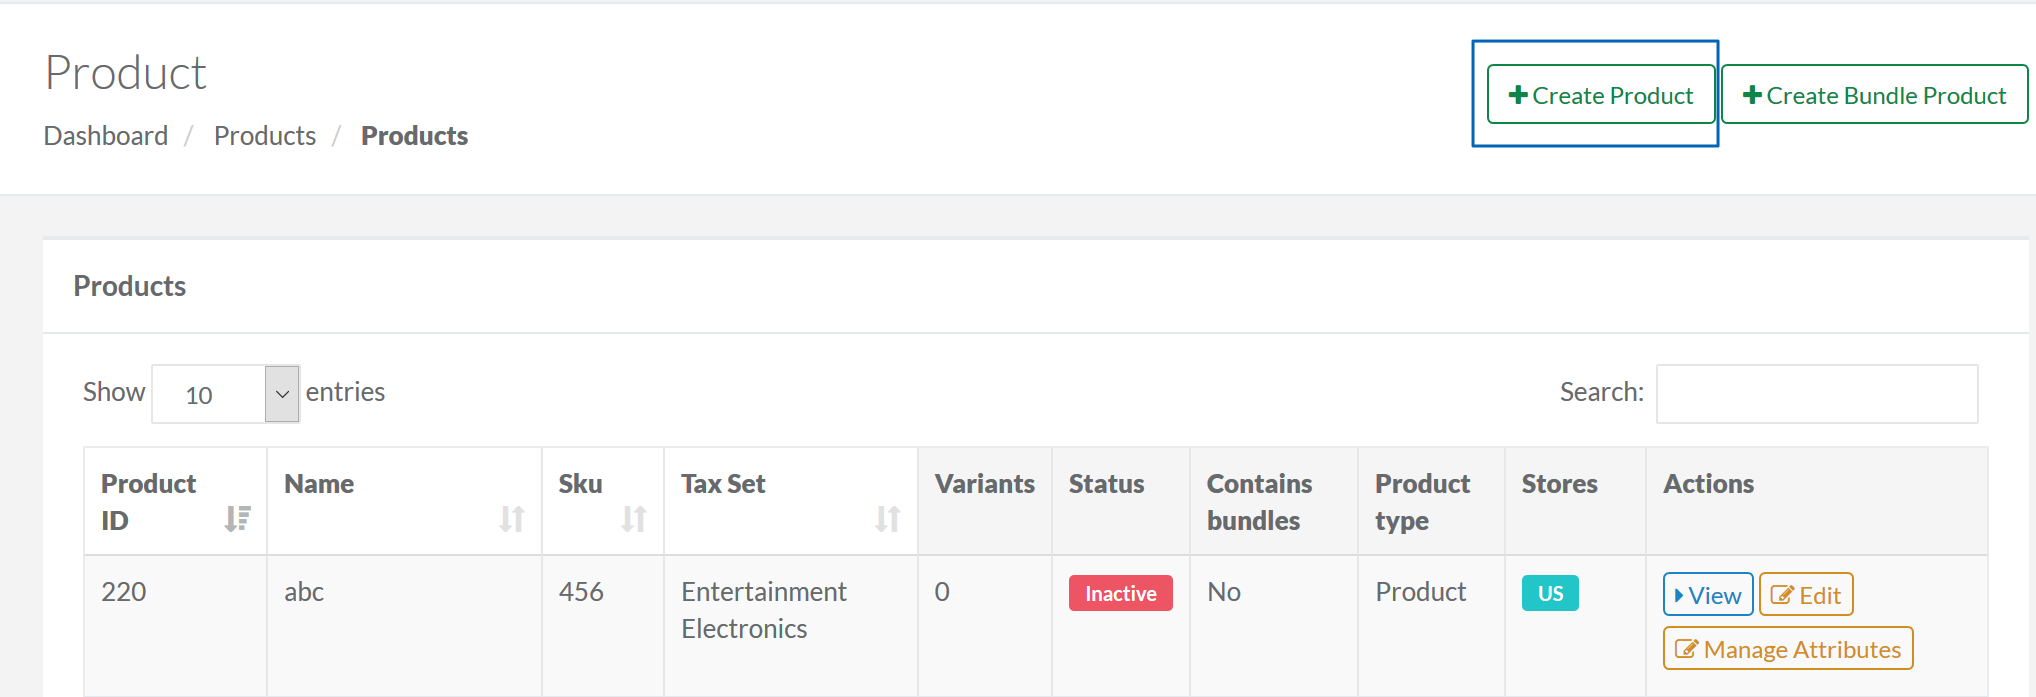 Product
Create Product
Create Bundle Product
Dashboard / Products / Products
Products
Show 10 entries
Search:
Product ID
Name
Sku
Tax Set
Variants
Status
Contains bundles
Product type
Stores
Actions
220
abc
456
Entertainment Electronics
0
Inactive
No
Product
US
View
Edit
Manage Attributes